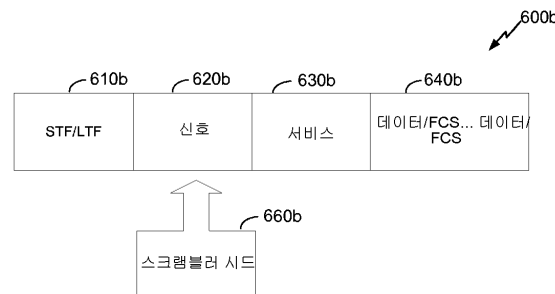 600b
610b
620b
630b
640b
STF/LTF
신호
서비스
데이터/FCS... 데이터/
FCS
660b
스크램블러 시드